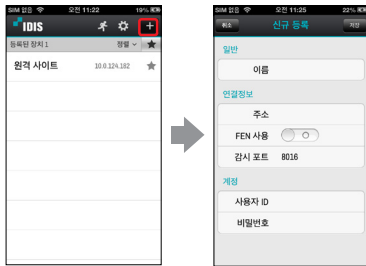 SIM 없음 오전 11:22 19%
IDIS
등록된 장치 1 정렬
원격 사이트 10.0.124.182
SIM 없음 오전 11:25 22%
취소 신규 등록 저장
일반
이름
연결정보
주소
FEN 사용
감시 포트 8016
계정
사용자 ID
비밀번호